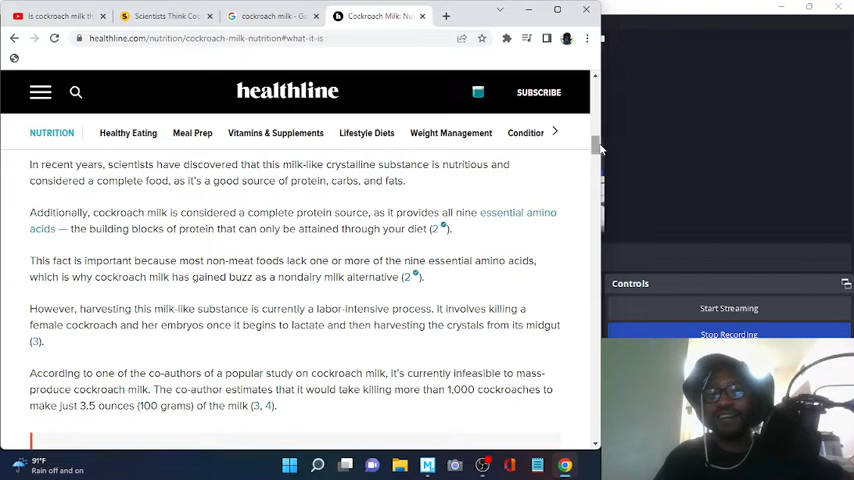 Is cockroach milk the
Scientists Think Coc
cockroach milk - Go
Cockroach Milk: Nu
healthline.com/nutrition/cockroach-milk-nutrition#what-it-is
healthline
SUBSCRIBE
NUTRITION
Healthy Eating
Meal Prep
Vitamins & Supplements
Lifestyle Diets
Weight Management
Condition
In recent years, scientists have discovered that this milk-like crystalline substance is nutritious and
considered a complete food, as it's a good source of protein, carbs, and fats.
Additionally, cockroach milk is considered a complete protein source, as it provides all nine essential amino
acids — the building blocks of protein that can only be attained through your diet (2).
This fact is important because most non-meat foods lack one or more of the nine essential amino acids,
which is why cockroach milk has gained buzz as a nondairy milk alternative (2).
However, harvesting this milk-like substance is currently a labor-intensive process. It involves killing a
female cockroach and her embryos once it begins to lactate and then harvesting the crystals from its midgut
(3).
According to one of the co-authors of a popular study on cockroach milk, it's currently infeasible to mass-
produce cockroach milk. The co-author estimates that it would take killing more than 1,000 cockroaches to
make just 3.5 ounces (100 grams) of the milk (3, 4).
Controls
Start Streaming
Stop Recording
91°F
Rain off and on